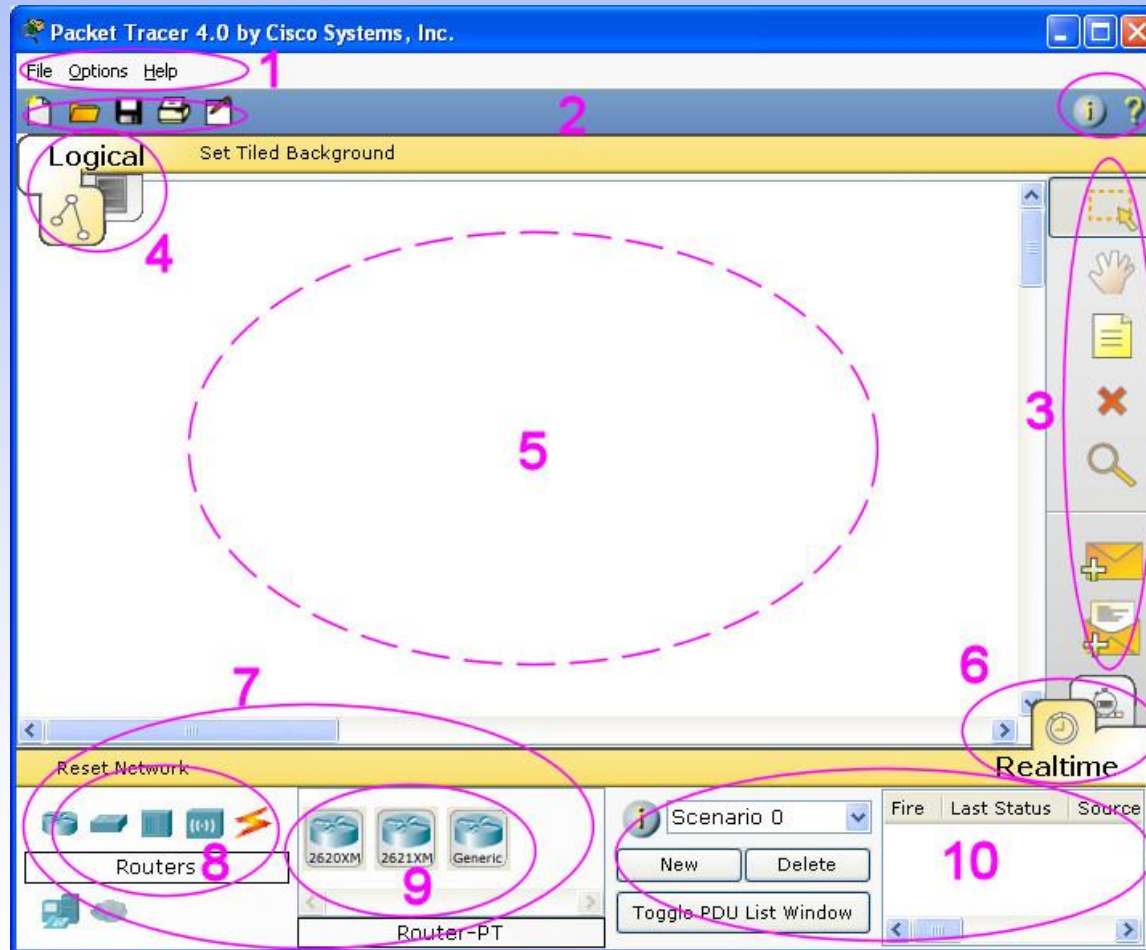 Packet Tracer 4.0 by Cisco Systems, Inc.
File Options Help
1
2
i ?
Logical Set Tiled Background
4
3
5
6
7
Reset Network
Realtime
8
Routers
2620XM 2621XM Generic
9
Router-PT
i Scenario 0
New Delete
Toggle PDU List Window
Fire Last Status Source
10